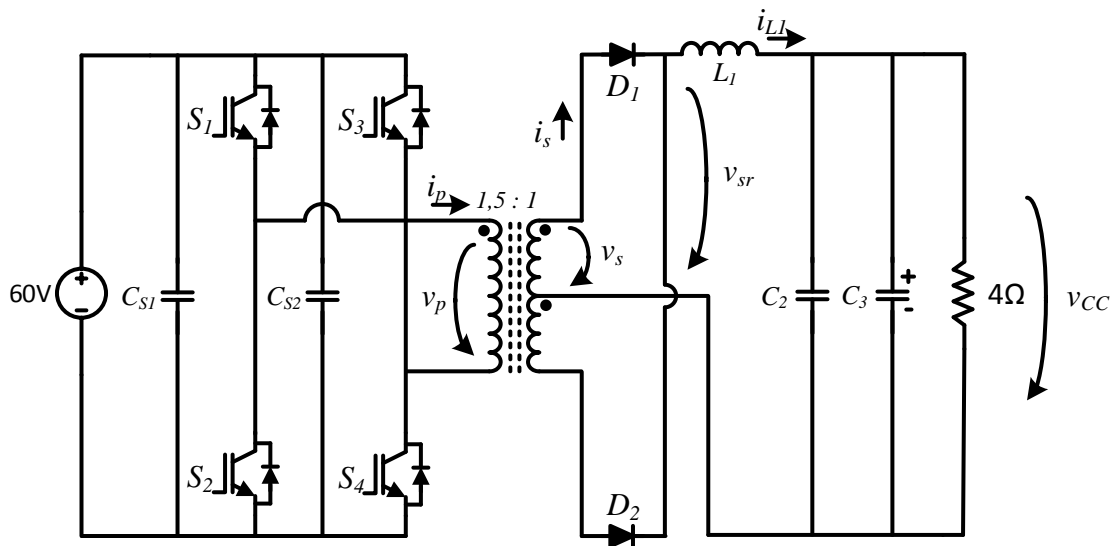 i_L1
L_1
D_1
S_1
S_3
i_s
v_sr
i_p
1,5 : 1
v_s
60V
+
-
C_S1
C_S2
v_p
C_2
C_3
+
-
4Ω
v_CC
S_2
S_4
D_2